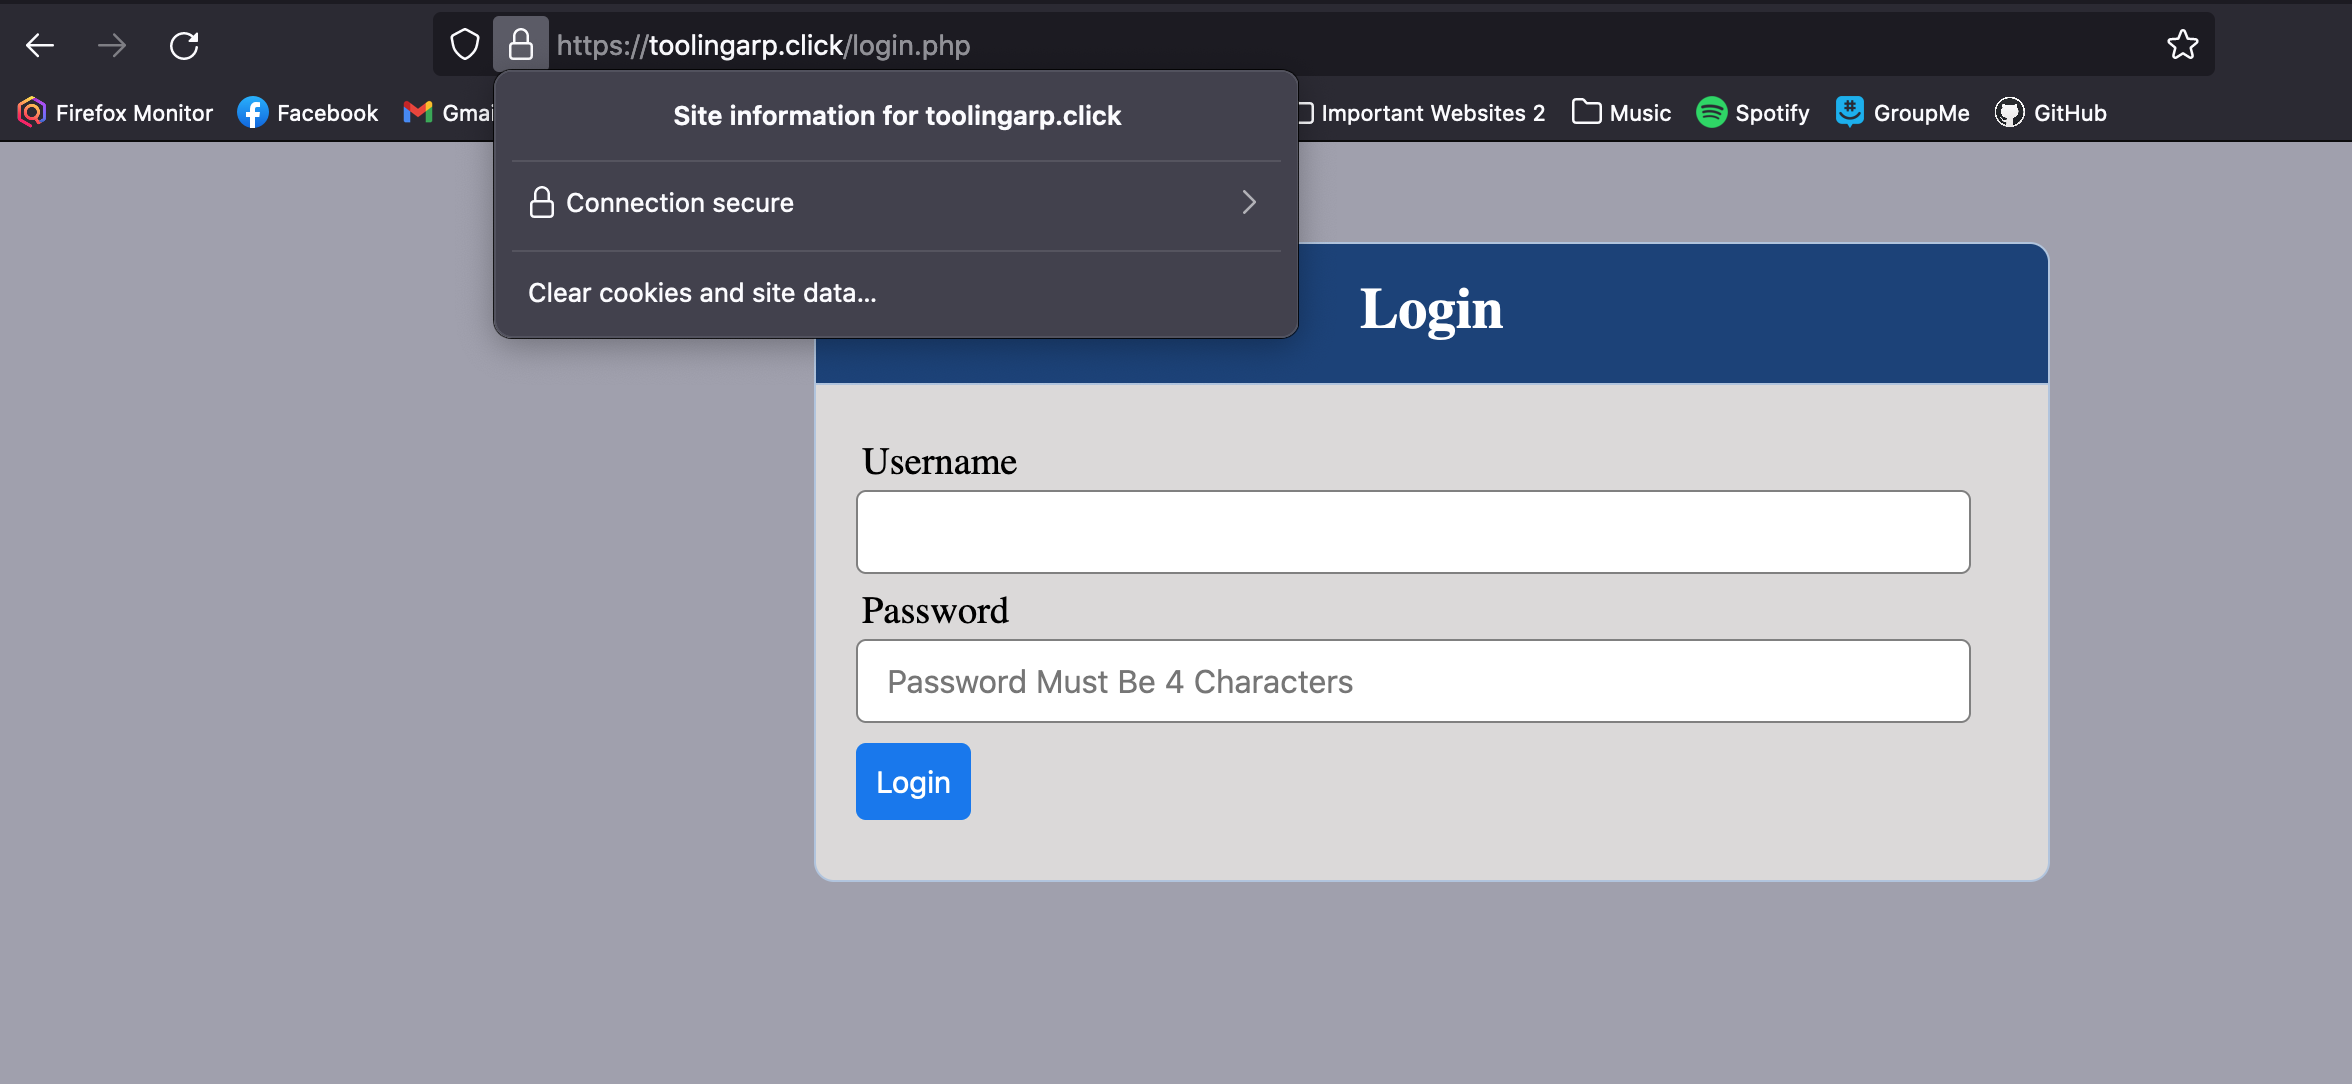 https://toolingarp.click/login.php
Firefox Monitor Facebook Gmai Important Websites 2 Music Spotify GroupMe GitHub
Site information for toolingarp.click
Connection secure
Clear cookies and site data...
Login
Username
Password
Password Must Be 4 Characters
Login